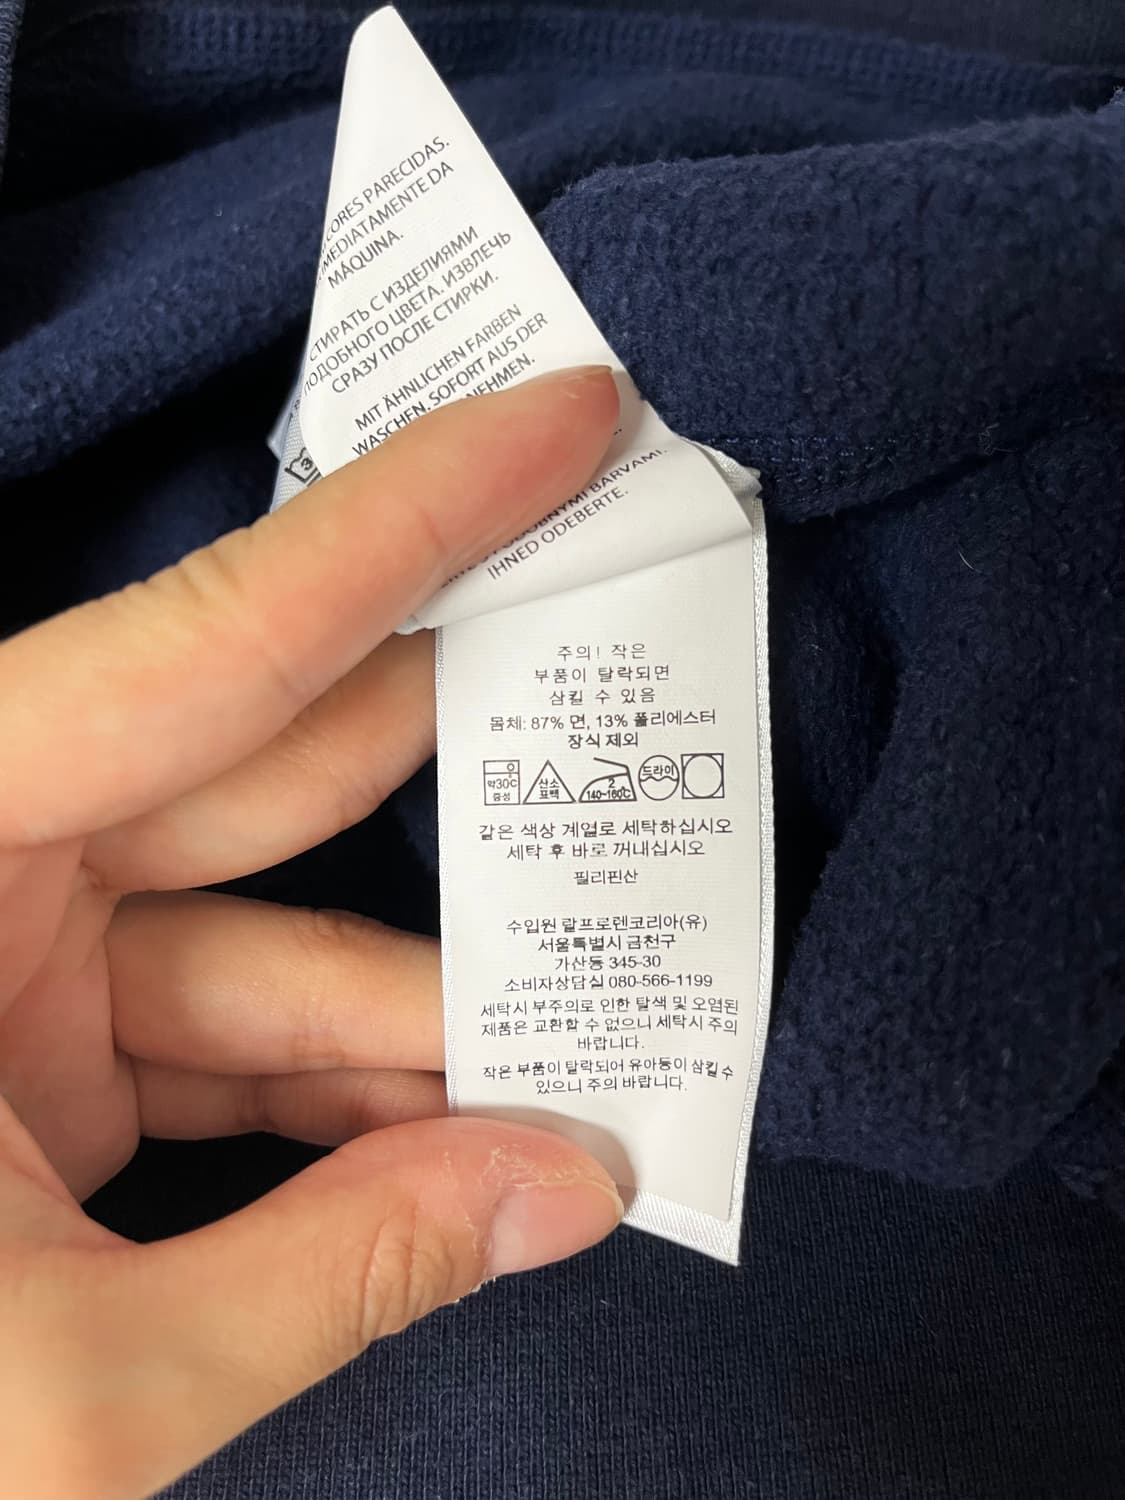 CORES PARECIDAS.
IMEDIATAMENTE DA
MÁQUINA.
СТИРАТЬ С ИЗДЕЛИЯМИ
ПОДОБНОГО ЦВЕТА. ИЗВЛЕЧЬ
СРАЗУ ПОСЛЕ СТИРКИ.
MIT ÄHNLICHEN FARBEN
WASCHEN. SOFORT AUS DER
NEHMEN.
PODOBNÝMI BARVAMI.
IHNED ODEBERTE.
주의! 작은
부품이 탈락되면
삼킬 수 있음
몸체: 87% 면, 13% 폴리에스터
장식 제외
약30℃ 중성 산소 표백 2 140~160℃ 드라이
같은 색상 계열로 세탁하십시오
세탁 후 바로 꺼내십시오
필리핀산
수입원 랄프로렌코리아(유)
서울특별시 금천구
가산동 345-30
소비자상담실 080-566-1199
세탁시 부주의로 인한 탈색 및 오염된
제품은 교환할 수 없으니 세탁시 주의
바랍니다.
작은 부품이 탈락되어 유아등이 삼킬 수
있으니 주의 바랍니다.